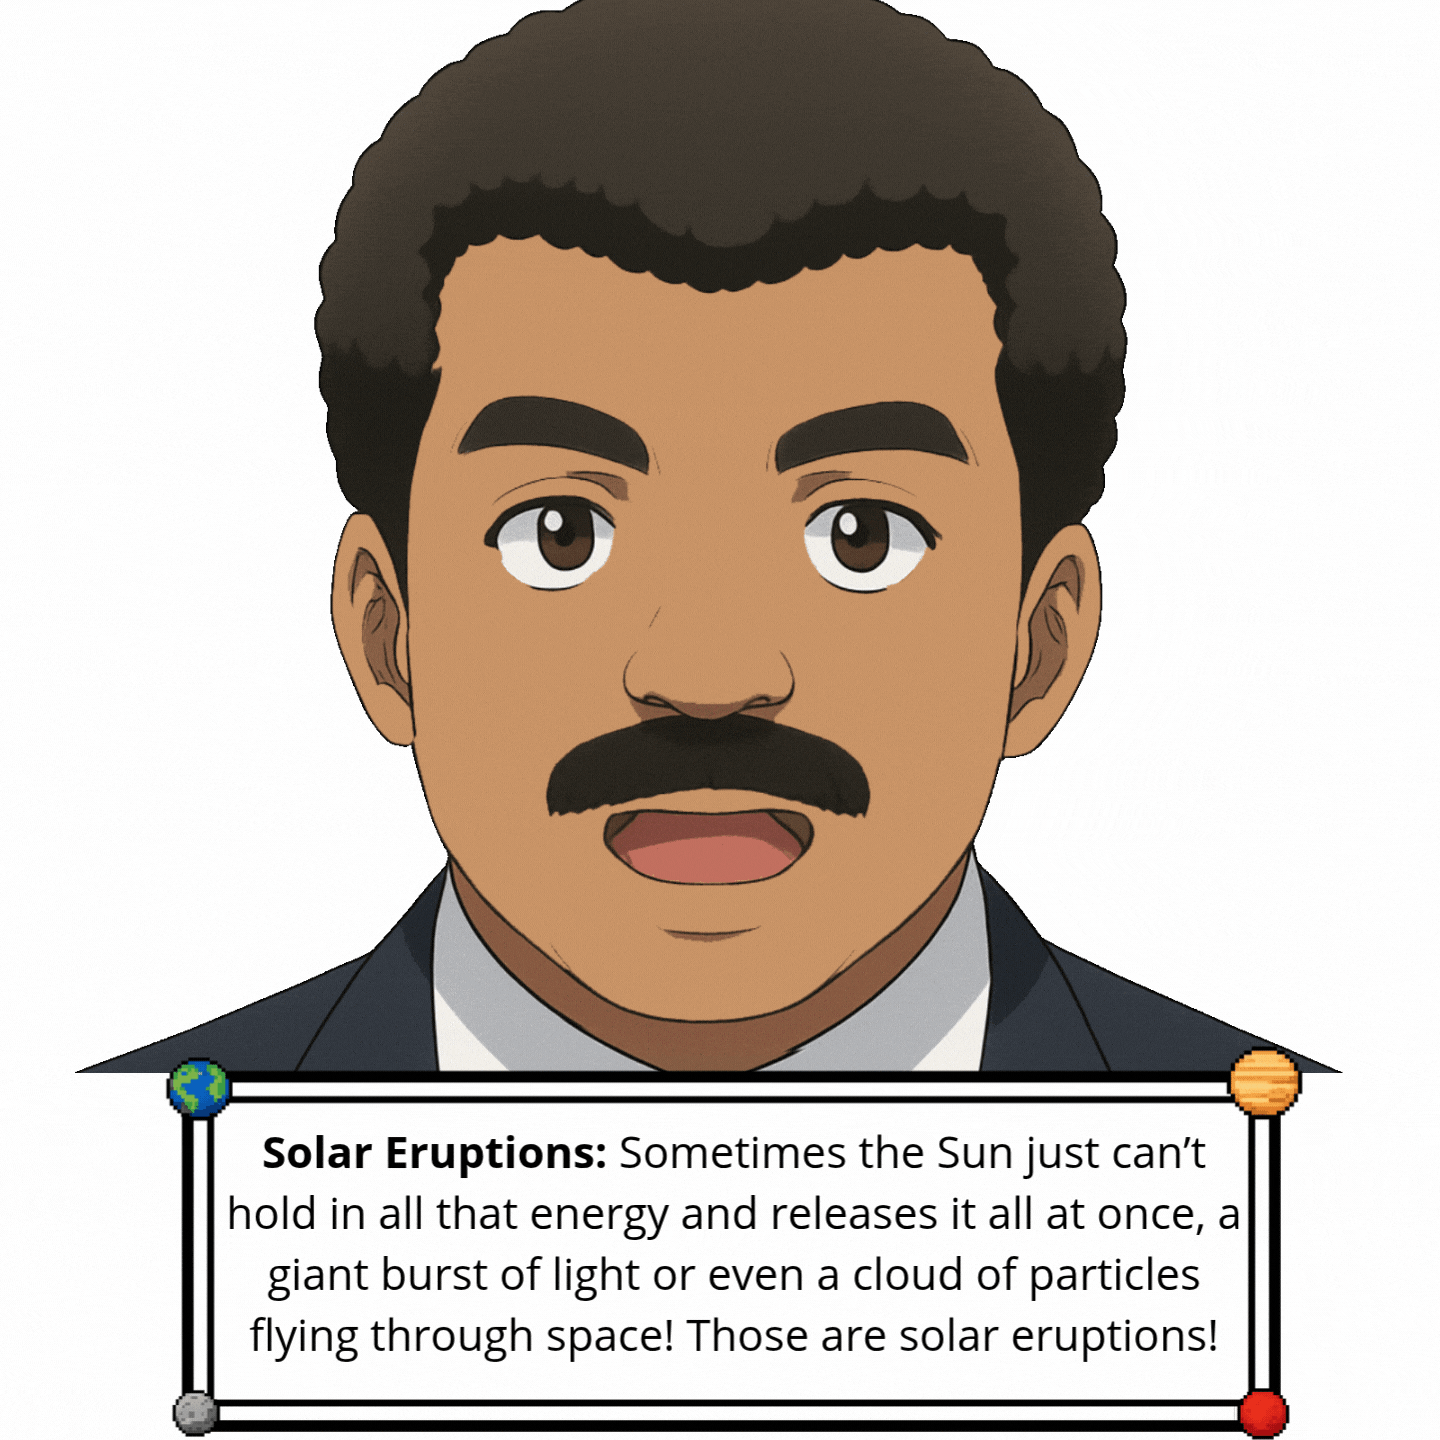 Solar Eruptions: Sometimes the Sun just can’t
hold in all that energy and releases it all at once, a
giant burst of light or even a cloud of particles
flying through space! Those are solar eruptions!